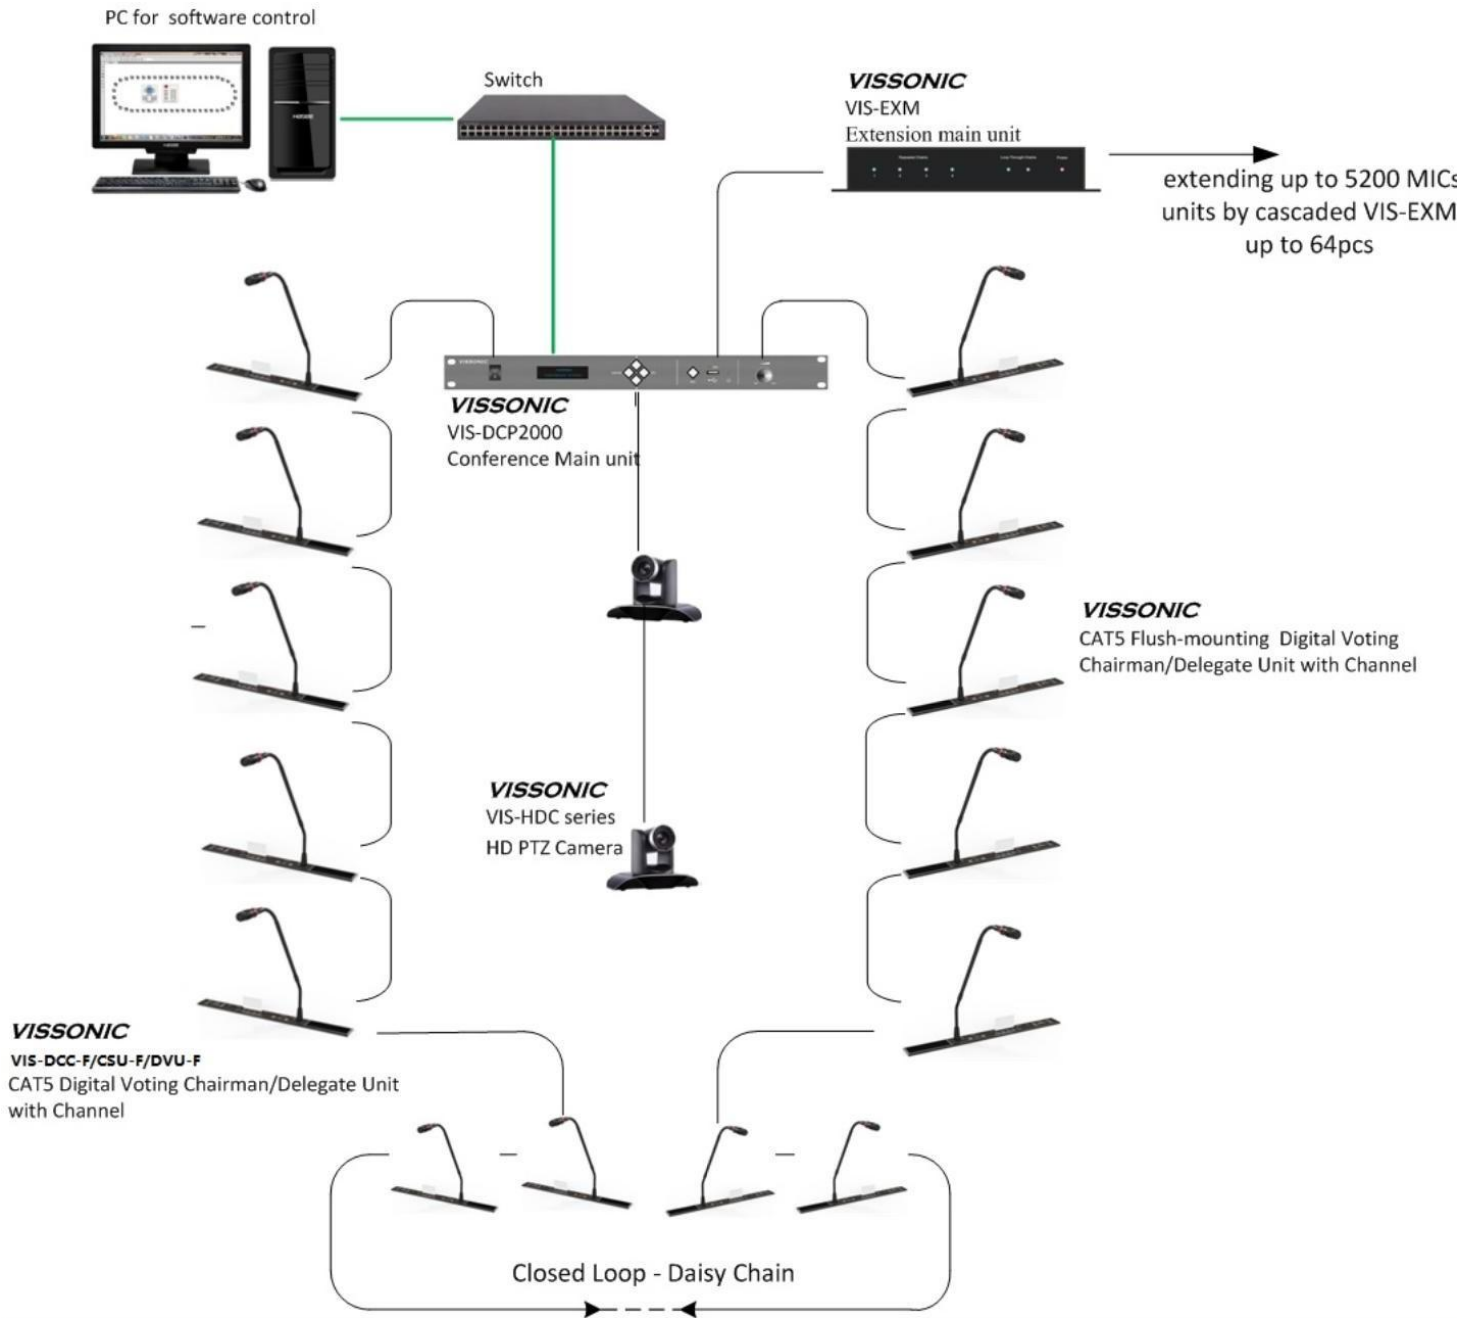 PC for software control
Switch
VISSONIC
VIS-EXM
Extension main unit
extending up to 5200 MICs
units by cascaded VIS-EXM
up to 64pcs
VISSONIC
VISSONIC
VIS-DCP2000
Conference Main unit
VISSONIC
CAT5 Flush-mounting Digital Voting
Chairman/Delegate Unit with Channel
VISSONIC
VIS-HDC series
HD PTZ Camera
VISSONIC
VIS-DCC-F/CSU-F/DVU-F
CAT5 Digital Voting Chairman/Delegate Unit
with Channel
Closed Loop - Daisy Chain